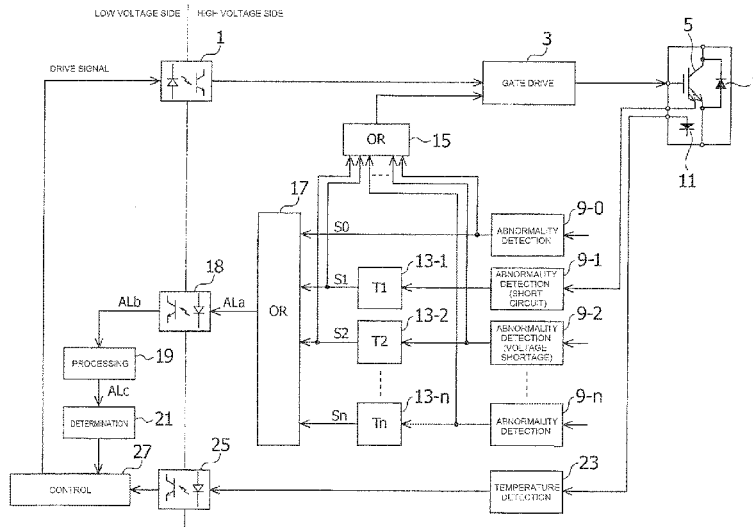 LOW VOLTAGE SIDE
HIGH VOLTAGE SIDE
1
3
5
DRIVE SIGNAL
GATE DRIVE
OR
15
11
17
S0
ABNORMALITY
DETECTION
9-0
18
13-1
9-1
ALb
ALa
OR
S1
T1
ABNORMALITY
DETECTION
(SHORT
CIRCUIT)
13-2
9-2
S2
T2
ABNORMALITY
DETECTION
(VOLTAGE
SHORTAGE)
PROCESSING
19
ALc
13-n
9-n
DETERMINATION
21
Sn
Tn
ABNORMALITY
DETECTION
27
25
23
CONTROL
TEMPERATURE
DETECTION